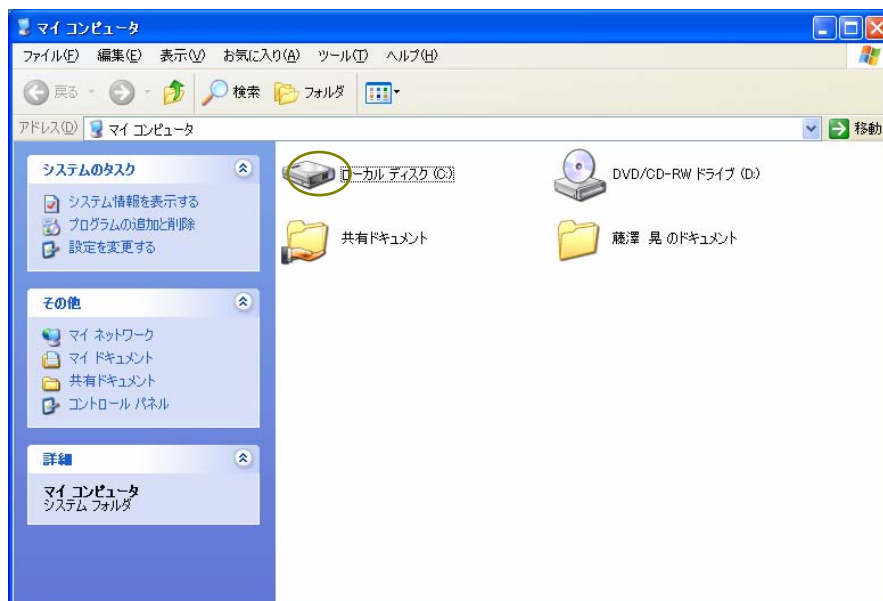 マイ コンピュータ
ファイル(F) 編集(E) 表示(V) お気に入り(A) ツール(T) ヘルプ(H)
戻る 検索 フォルダ
アドレス(D) マイ コンピュータ 移動
システムのタスク
システム情報を表示する
プログラムの追加と削除
設定を変更する
その他
マイ ネットワーク
マイ ドキュメント
共有ドキュメント
コントロール パネル
詳細
マイ コンピュータ
システム フォルダ
ローカル ディスク (C:) DVD/CD-RW ドライブ (D:)
共有ドキュメント 藤澤 晃 のドキュメント